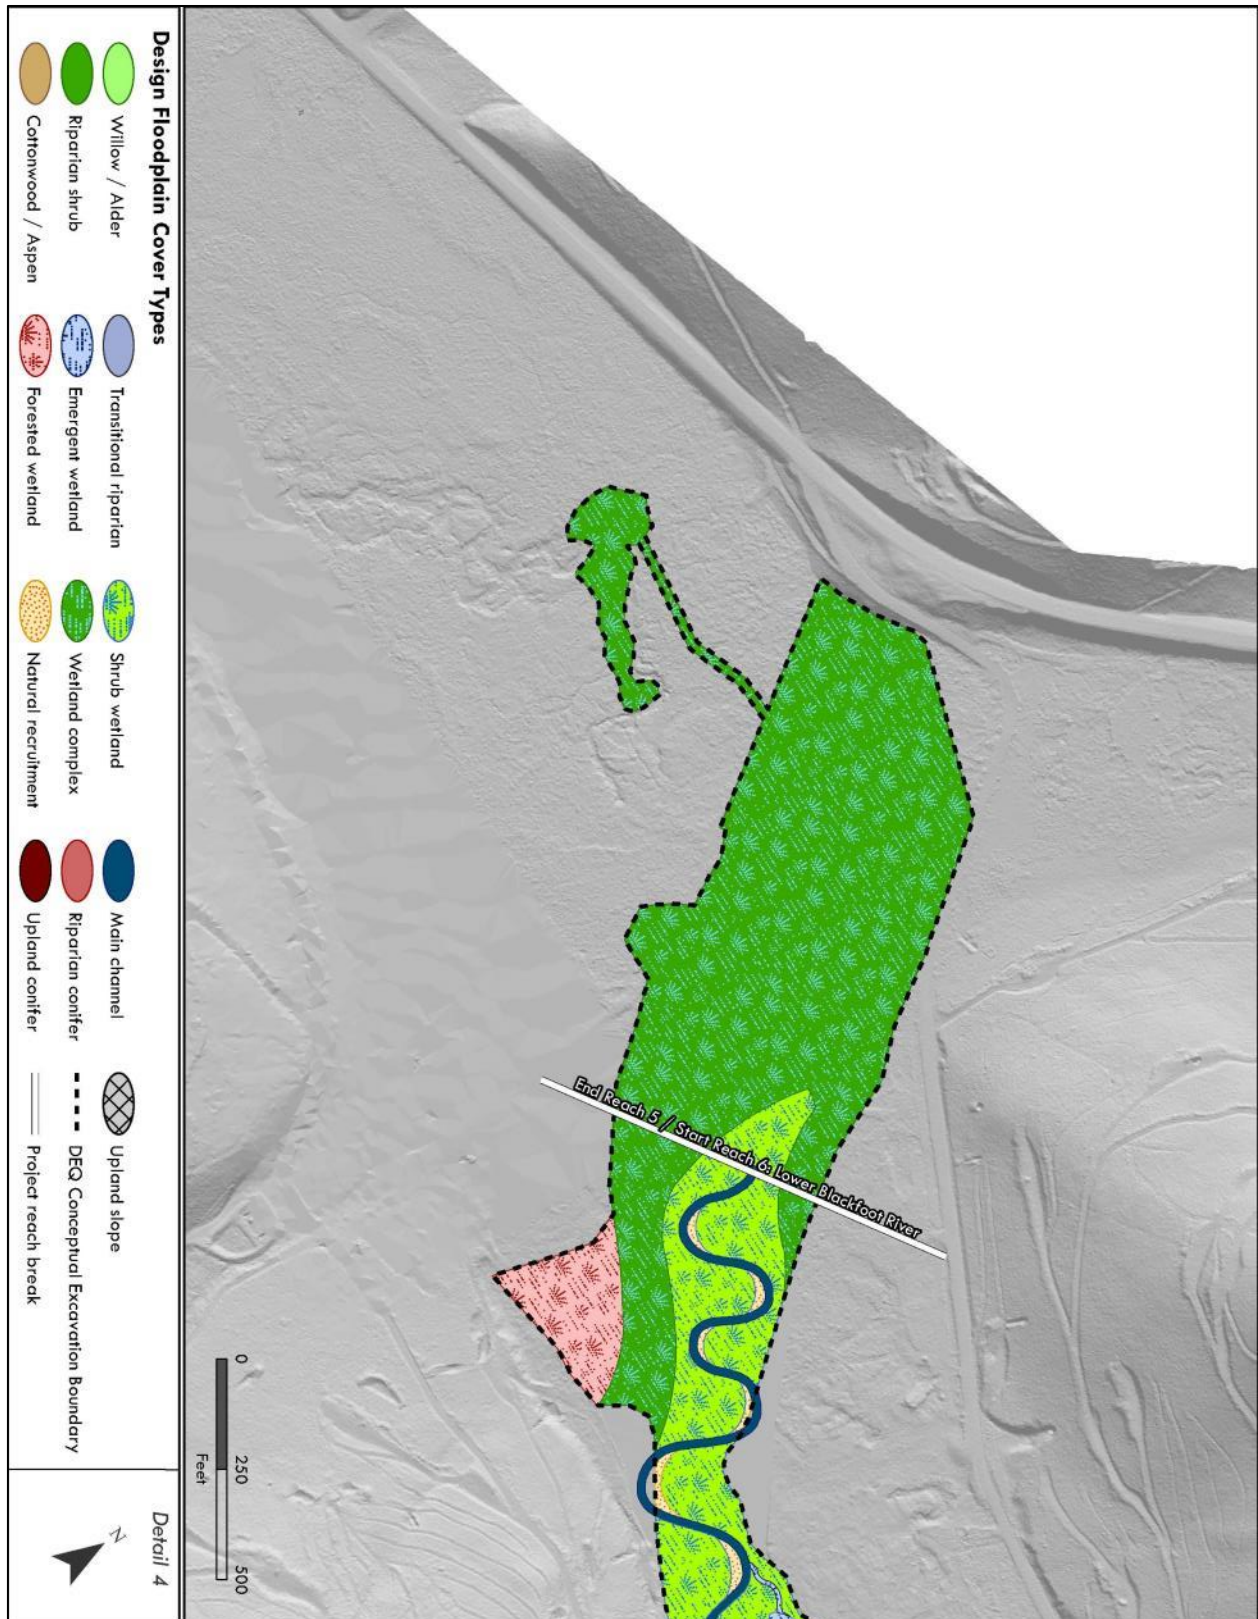 End Reach 5 / Start Reach 6: Lower Blackfoot River
0 250 500
Feet
Design Floodplain Cover Types
Willow / Alder
Riparian shrub
Cottonwood / Aspen
Transitional riparian
Emergent wetland
Forested wetland
Shrub wetland
Wetland complex
Natural recruitment
Main channel
Riparian conifer
Upland conifer
Upland slope
DEQ Conceptual Excavation Boundary
Project reach break
Detail 4
N